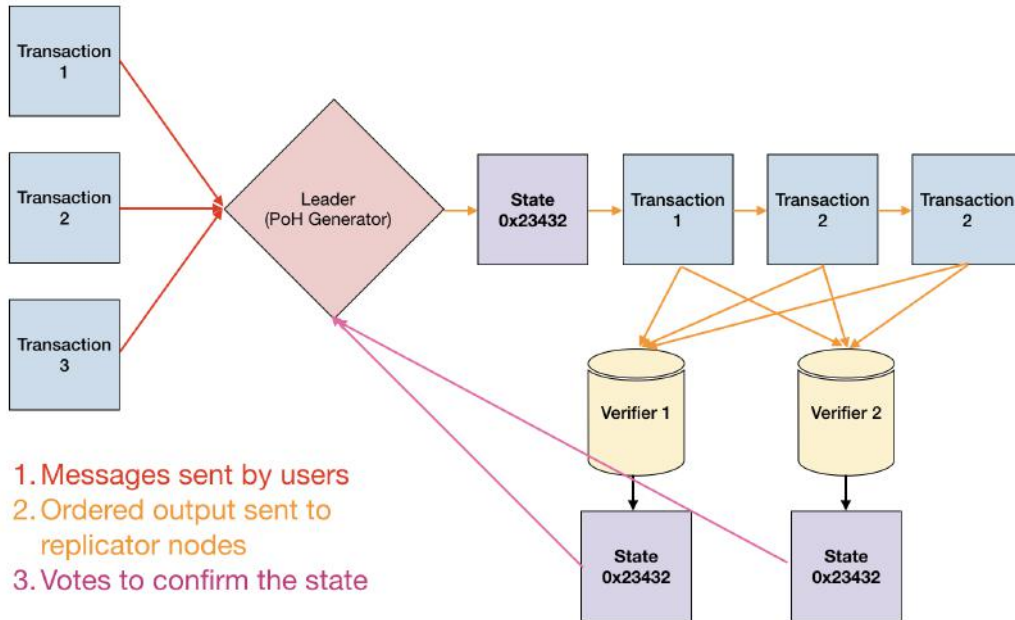 Transaction
1
Transaction
2
Transaction
3
Leader
(PoH Generator)
State
0x23432
Transaction
1
Transaction
2
Transaction
2
Verifier 1
Verifier 2
State
0x23432
State
0x23432
1. Messages sent by users
2. Ordered output sent to
replicator nodes
3. Votes to confirm the state